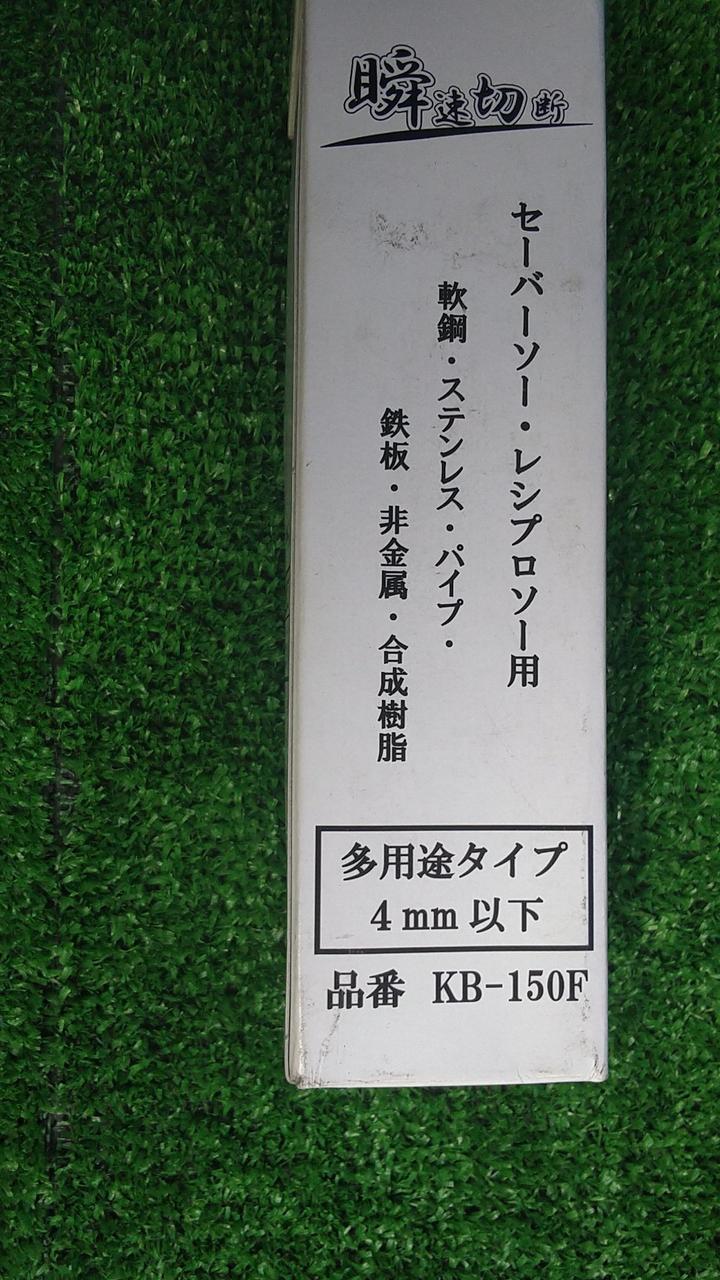 瞬速切断
セーバーソー・レシプロソー用
軟鋼・ステンレス・パイプ・
鉄板・非金属・合成樹脂
多用途タイプ
4mm以下
品番 KB-150F